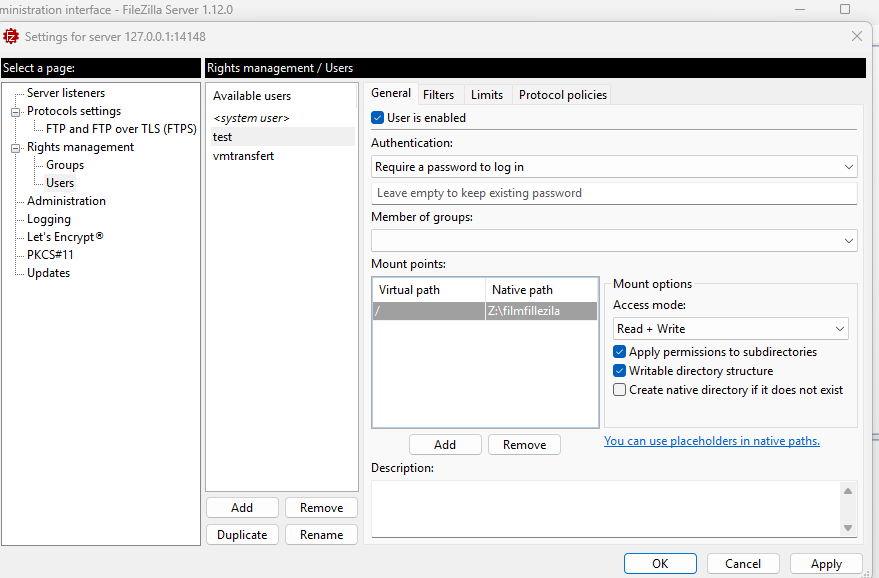 ministration interface - FileZilla Server 1.12.0
Settings for server 127.0.0.1:14148
Select a page:
Server listeners
Protocols settings
FTP and FTP over TLS (FTPS)
Rights management
Groups
Users
Administration
Logging
Let's Encrypt®
PKCS#11
Updates
Rights management / Users
Available users
<system user>
test
vmtransfert
Add
Remove
Duplicate
Rename
General
Filters
Limits
Protocol policies
User is enabled
Authentication:
Require a password to log in
Leave empty to keep existing password
Member of groups:
Mount points:
Virtual path
Native path
/
Z:\filmfillezila
Add
Remove
Mount options
Access mode:
Read + Write
Apply permissions to subdirectories
Writable directory structure
Create native directory if it does not exist
You can use placeholders in native paths.
Description:
OK
Cancel
Apply